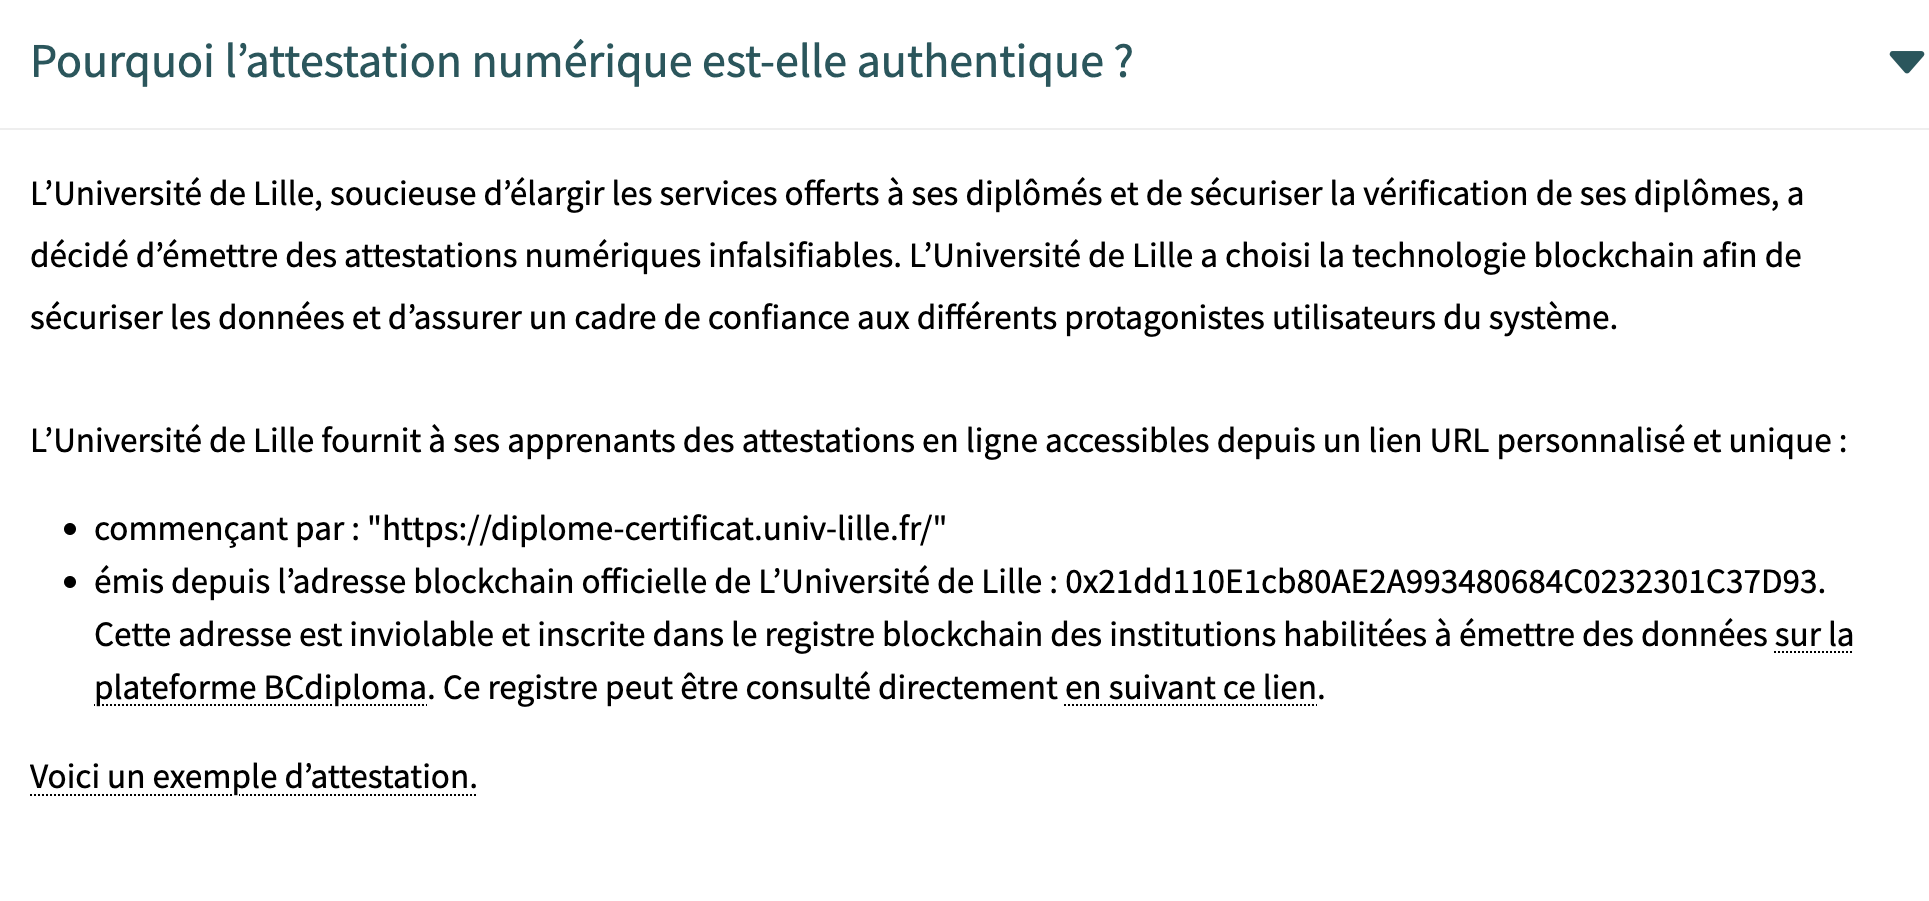 Pourquoi l’attestation numérique est-elle authentique ?
L’Université de Lille, soucieuse d’élargir les services offerts à ses diplômés et de sécuriser la vérification de ses diplômes, a
décidé d’émettre des attestations numériques infalsifiables. L’Université de Lille a choisi la technologie blockchain afin de
sécuriser les données et d’assurer un cadre de confiance aux différents protagonistes utilisateurs du système.
L’Université de Lille fournit à ses apprenants des attestations en ligne accessibles depuis un lien URL personnalisé et unique :
• commençant par : "https://diplome-certificat.univ-lille.fr/"
• émis depuis l’adresse blockchain officielle de L’Université de Lille : 0x21dd110E1cb80AE2A993480684C0232301C37D93.
Cette adresse est inviolable et inscrite dans le registre blockchain des institutions habilitées à émettre des données sur la
plateforme BCdiploma. Ce registre peut être consulté directement en suivant ce lien.
Voici un exemple d’attestation.